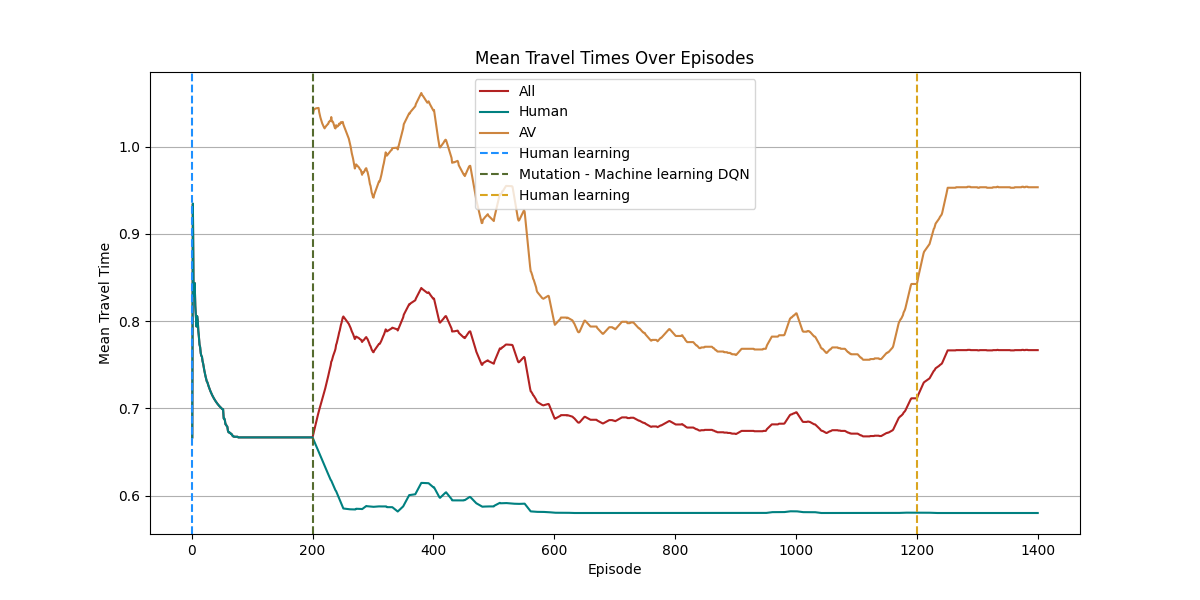 Mean Travel Times Over Episodes
All
Human
AV
Human learning
Mutation - Machine learning DQN
Human learning
Mean Travel Time
1.0
0.9
0.8
0.7
0.6
0 200 400 600 800 1000 1200 1400
Episode